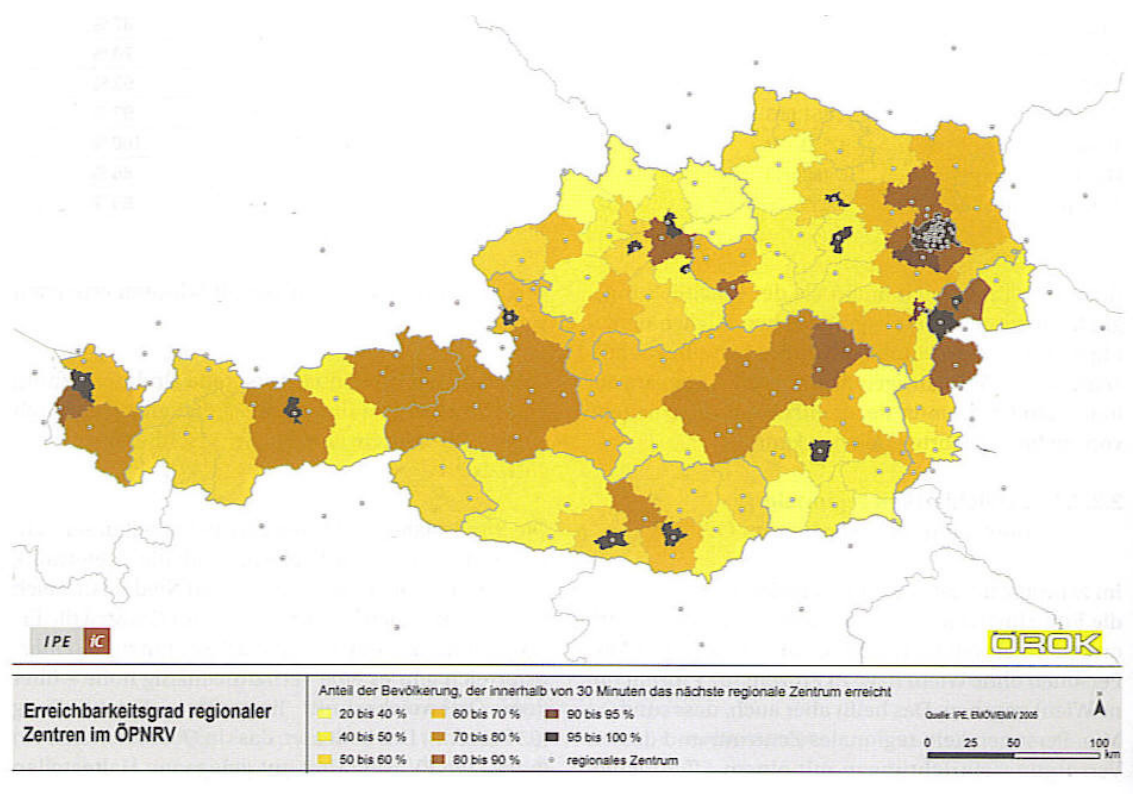 IPE iC
ÖROK
Erreichbarkeitsgrad regionaler
Zentren im ÖPNRV
Anteil der Bevölkerung, der innerhalb von 30 Minuten das nächste regionale Zentrum erreicht
20 bis 40 % 60 bis 70 % 90 bis 95 %
40 bis 50 % 70 bis 80 % 95 bis 100 %
50 bis 60 % 80 bis 90 % regionales Zentrum
Quelle: IPE, EMÖV/EMIV 2005
0 25 50 100
km